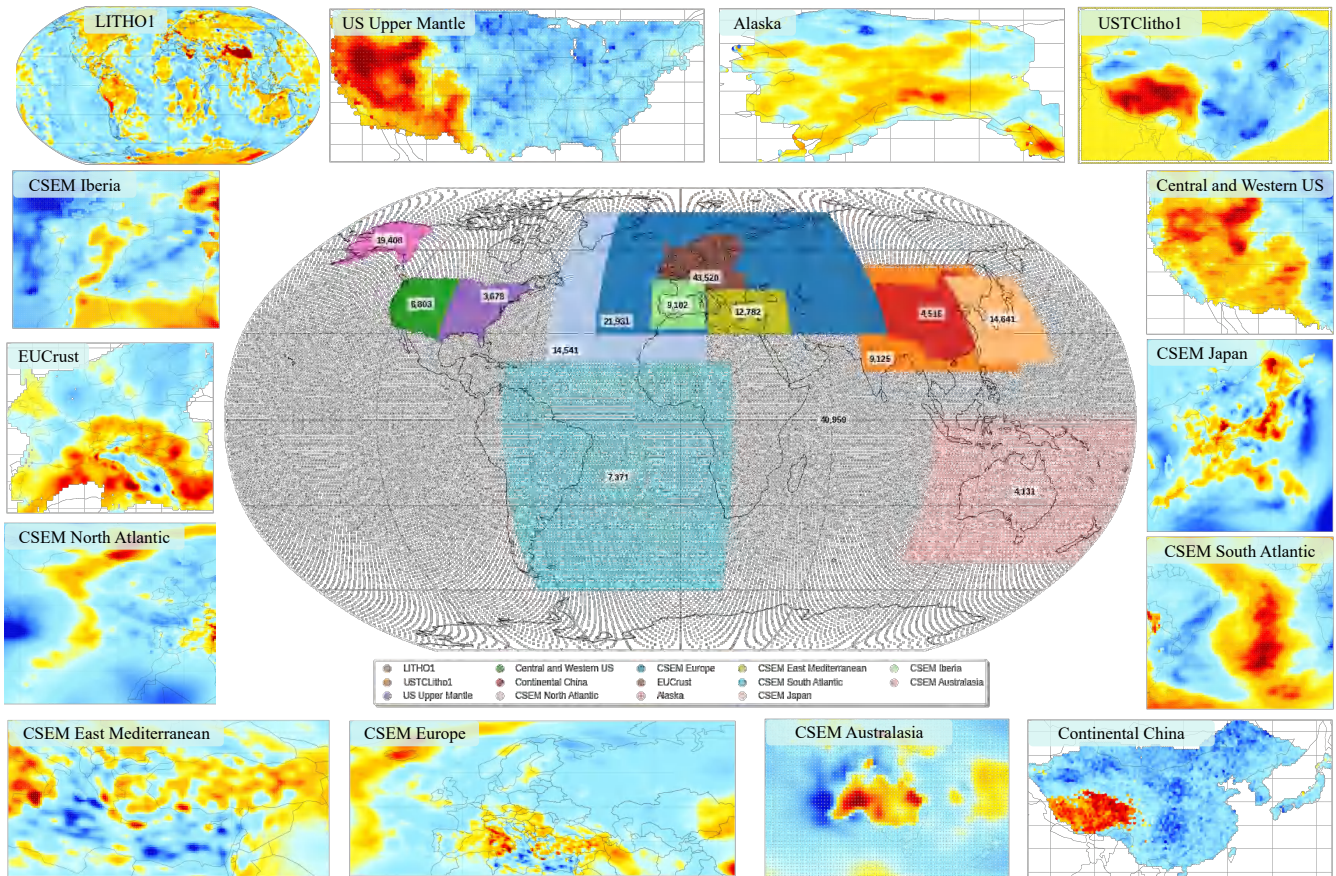 LITHO1
US Upper Mantle
Alaska
USTClitho1
CSEM Iberia
Central and Western US
EUCrust
CSEM Japan
CSEM North Atlantic
CSEM South Atlantic
19,408
6,803
3,678
43,520
9,102
12,782
21,931
14,541
4,516
14,641
9,125
40,959
7,371
4,131
LITHO1
Central and Western US
CSEM Europe
CSEM East Mediterranean
CSEM Iberia
USTCLitho1
Continental China
EUCrust
CSEM South Atlantic
CSEM Australasia
US Upper Mantle
CSEM North Atlantic
Alaska
CSEM Japan
CSEM East Mediterranean
CSEM Europe
CSEM Australasia
Continental China